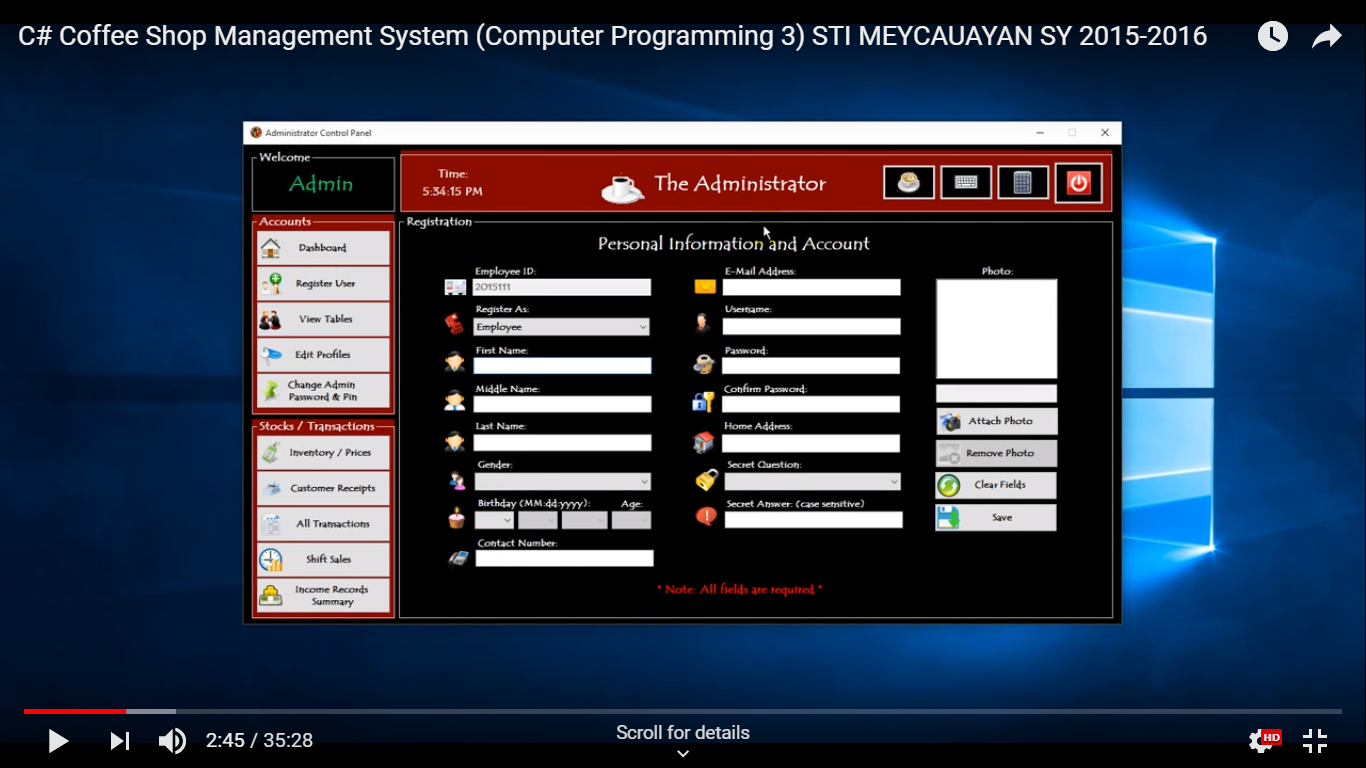 C# Coffee Shop Management System (Computer Programming 3) STI MEYCAUAYAN SY 2015-2016
Administrator Control Panel
Welcome
Admin
Time:
5:34:15 PM
The Administrator
Accounts
Dashboard
Register User
View Tables
Edit Profiles
Change Admin
Password & Pin
Stocks / Transactions
Inventory / Prices
Customer Receipts
All Transactions
Shift Sales
Income Records
Summary
Registration
Personal Information and Account
Employee ID:
2015111
Register As:
Employee
First Name:
Middle Name:
Last Name:
Gender:
Birthday (MM:dd:yyyy): Age:
Contact Number:
E-Mail Address:
Username:
Password:
Confirm Password:
Home Address:
Secret Question:
Secret Answer: (case sensitive)
Photo:
Attach Photo
Remove Photo
Clear Fields
Save
* Note: All fields are required *
2:45 / 35:28
Scroll for details
HD